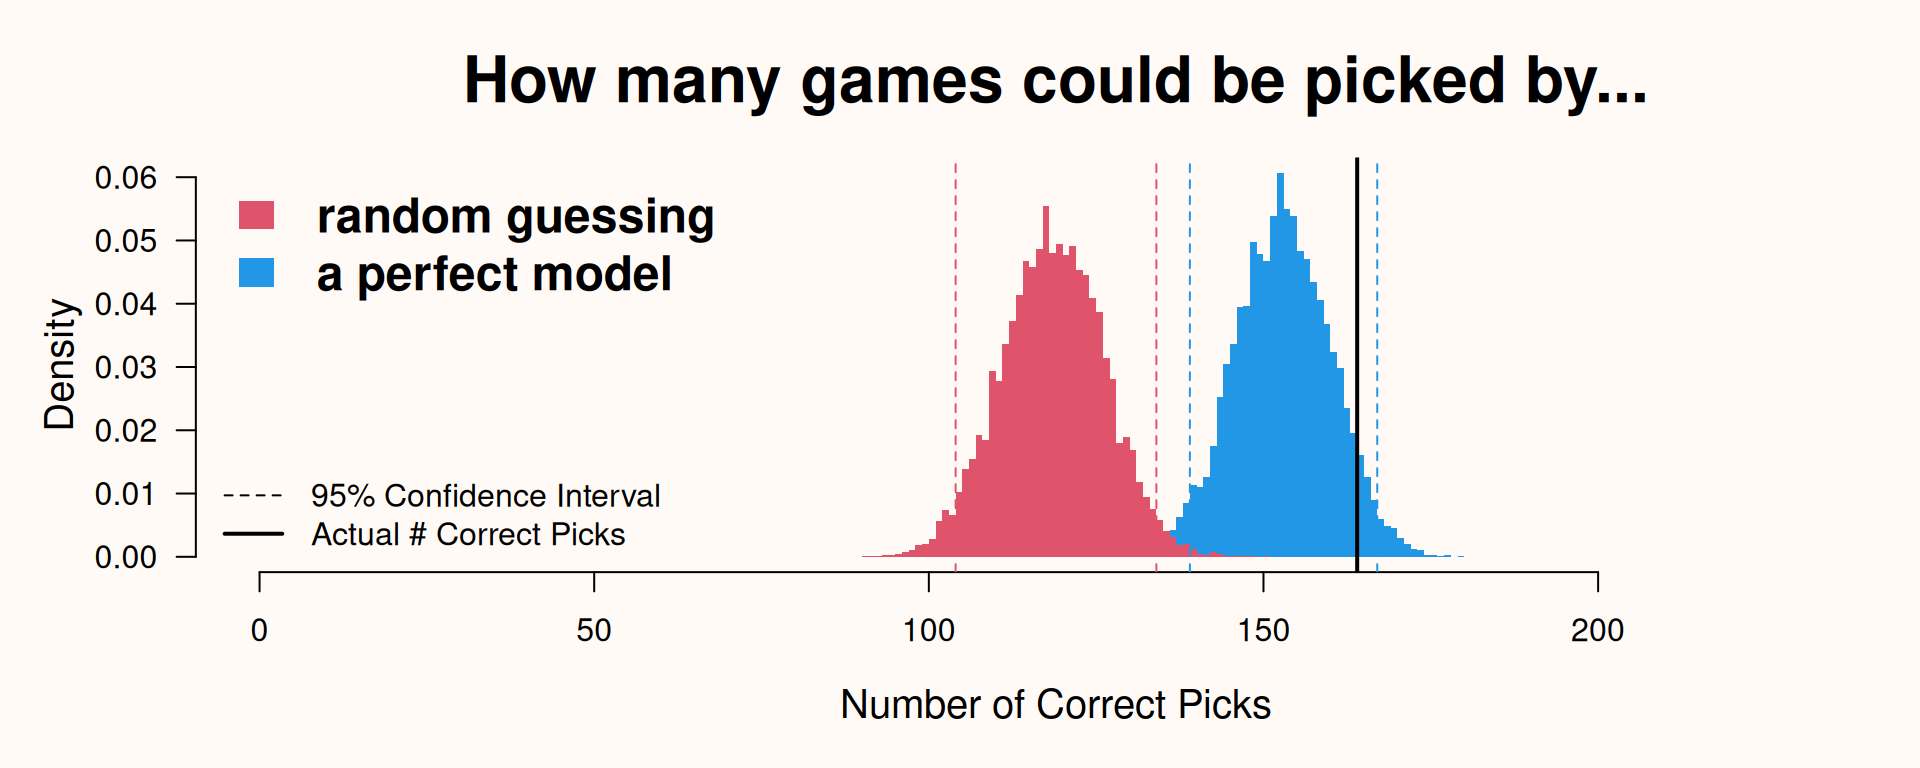 How many games could be picked by...
random guessing
a perfect model
95% Confidence Interval
Actual # Correct Picks
Density
0.06
0.05
0.04
0.03
0.02
0.01
0.00
0 50 100 150 200
Number of Correct Picks